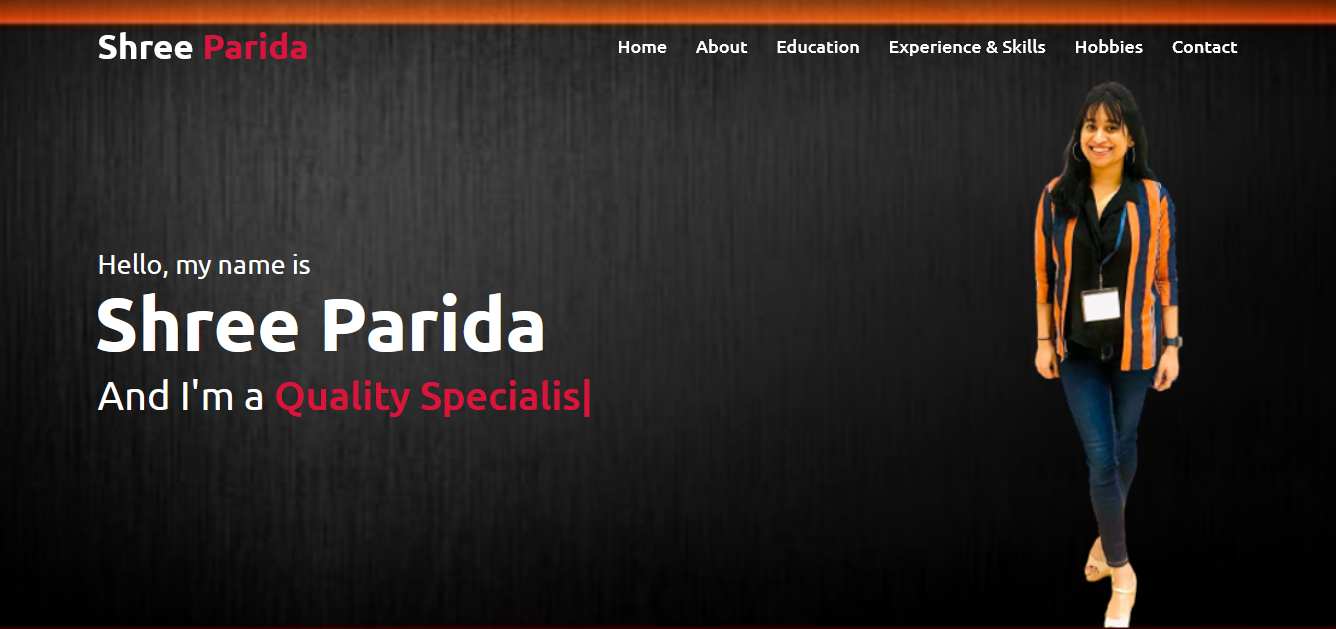 Shree Parida
Home About Education Experience & Skills Hobbies Contact
Hello, my name is
Shree Parida
And I'm a Quality Specialis|